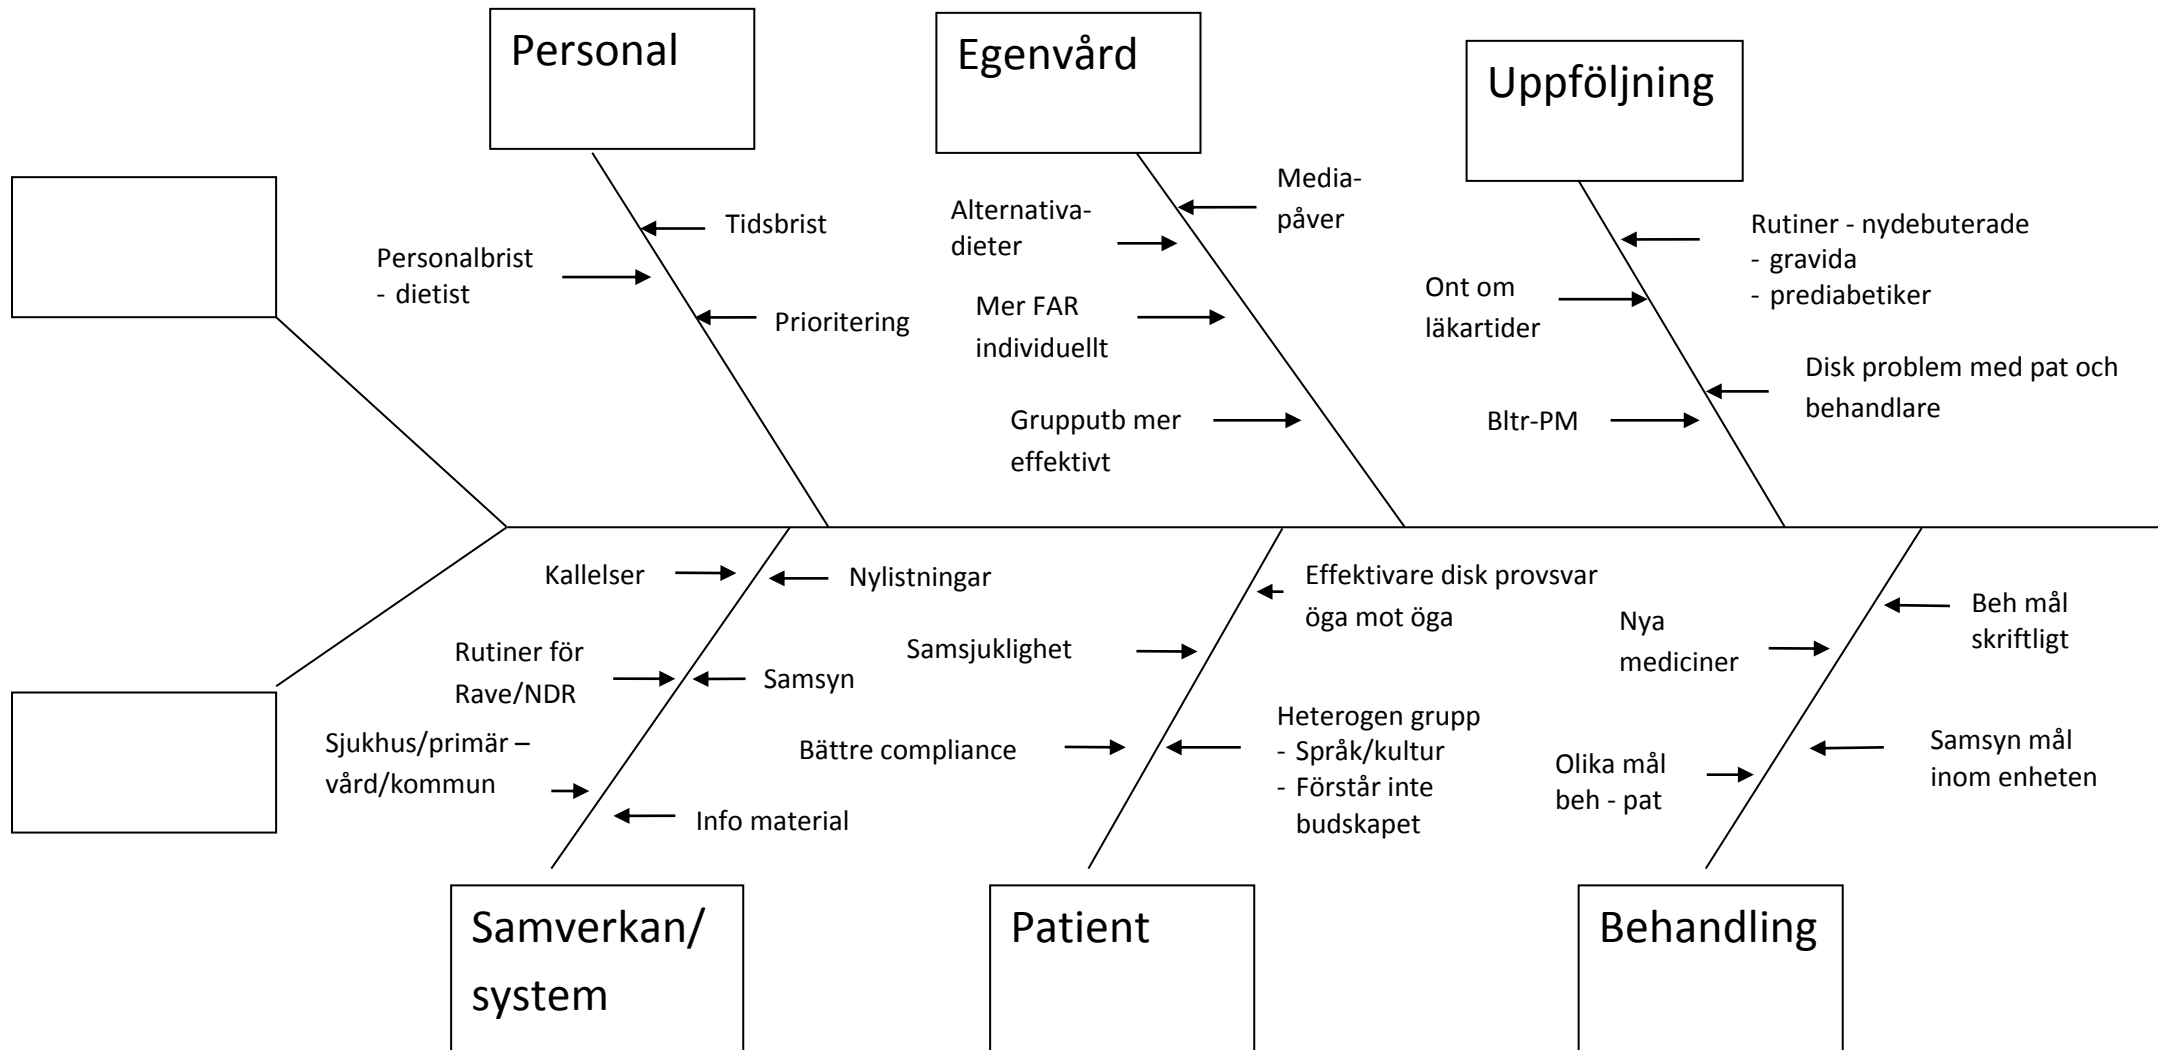 Personal
Egenvård
Uppföljning
Tidsbrist
Personalbrist
- dietist
Prioritering
Media-
påver
Alternativa-
dieter
Mer FAR
individuellt
Grupputb mer
effektivt
Rutiner - nydebuterade
- gravida
- prediabetiker
Ont om
läkartider
Disk problem med pat och
behandlare
Bltr-PM
Kallelser
Nylistningar
Rutiner för
Rave/NDR
Samsyn
Sjukhus/primär –
vård/kommun
Info material
Effektivare disk provsvar
öga mot öga
Samsjuklighet
Bättre compliance
Heterogen grupp
- Språk/kultur
- Förstår inte
budskapet
Beh mål
skriftligt
Nya
mediciner
Samsyn mål
inom enheten
Olika mål
beh - pat
Samverkan/
system
Patient
Behandling